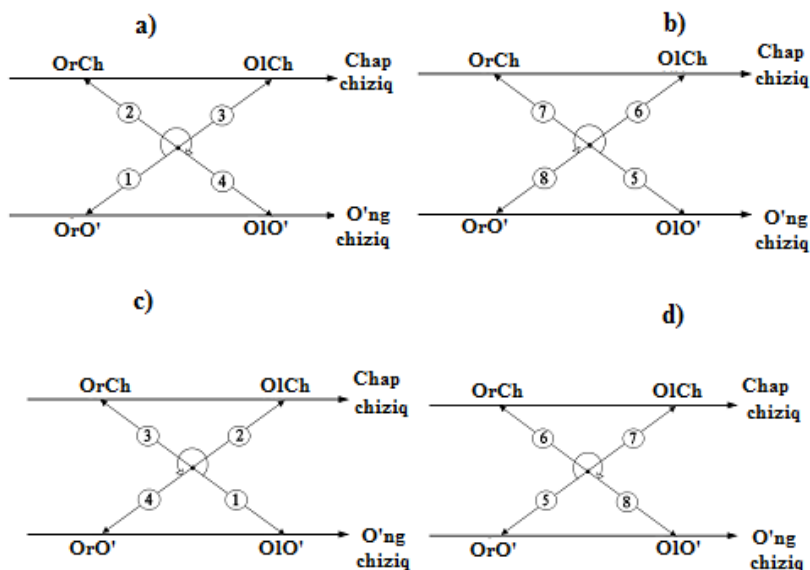 a)
OrCh OlCh Chap
chiziq
2 3
1 4
OrO' OlO' O'ng
chiziq
b)
OrCh OlCh Chap
chiziq
7 6
8 5
OrO' OlO' O'ng
chiziq
c)
OrCh OlCh Chap
chiziq
3 2
4 1
OrO' OlO' O'ng
chiziq
d)
OrCh OlCh Chap
chiziq
6 7
5 8
OrO' OlO' O'ng
chiziq